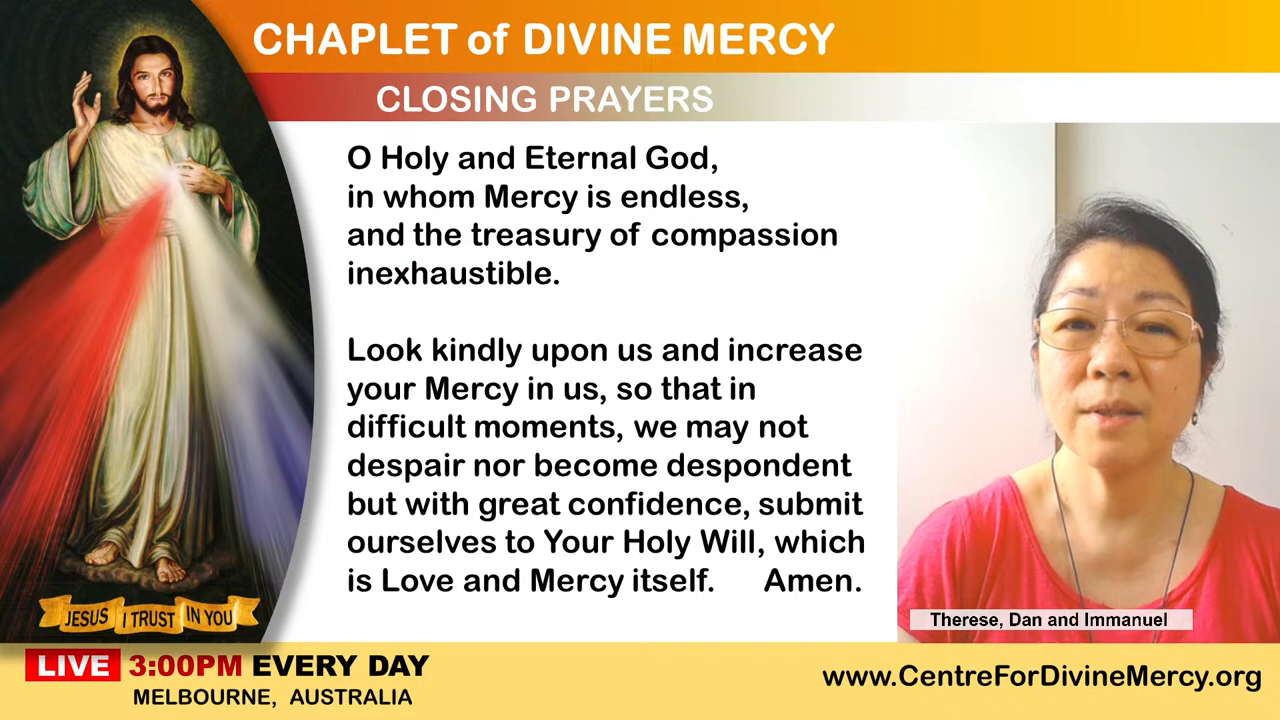 CHAPLET of DIVINE MERCY
CLOSING PRAYERS
O Holy and Eternal God,
in whom Mercy is endless,
and the treasury of compassion
inexhaustible.
Look kindly upon us and increase
your Mercy in us, so that in
difficult moments, we may not
despair nor become despondent
but with great confidence, submit
ourselves to Your Holy Will, which
is Love and Mercy itself. Amen.
JESUS I TRUST IN YOU
Therese, Dan and Immanuel
LIVE 3:00PM EVERY DAY
MELBOURNE, AUSTRALIA
www.CentreForDivineMercy.org